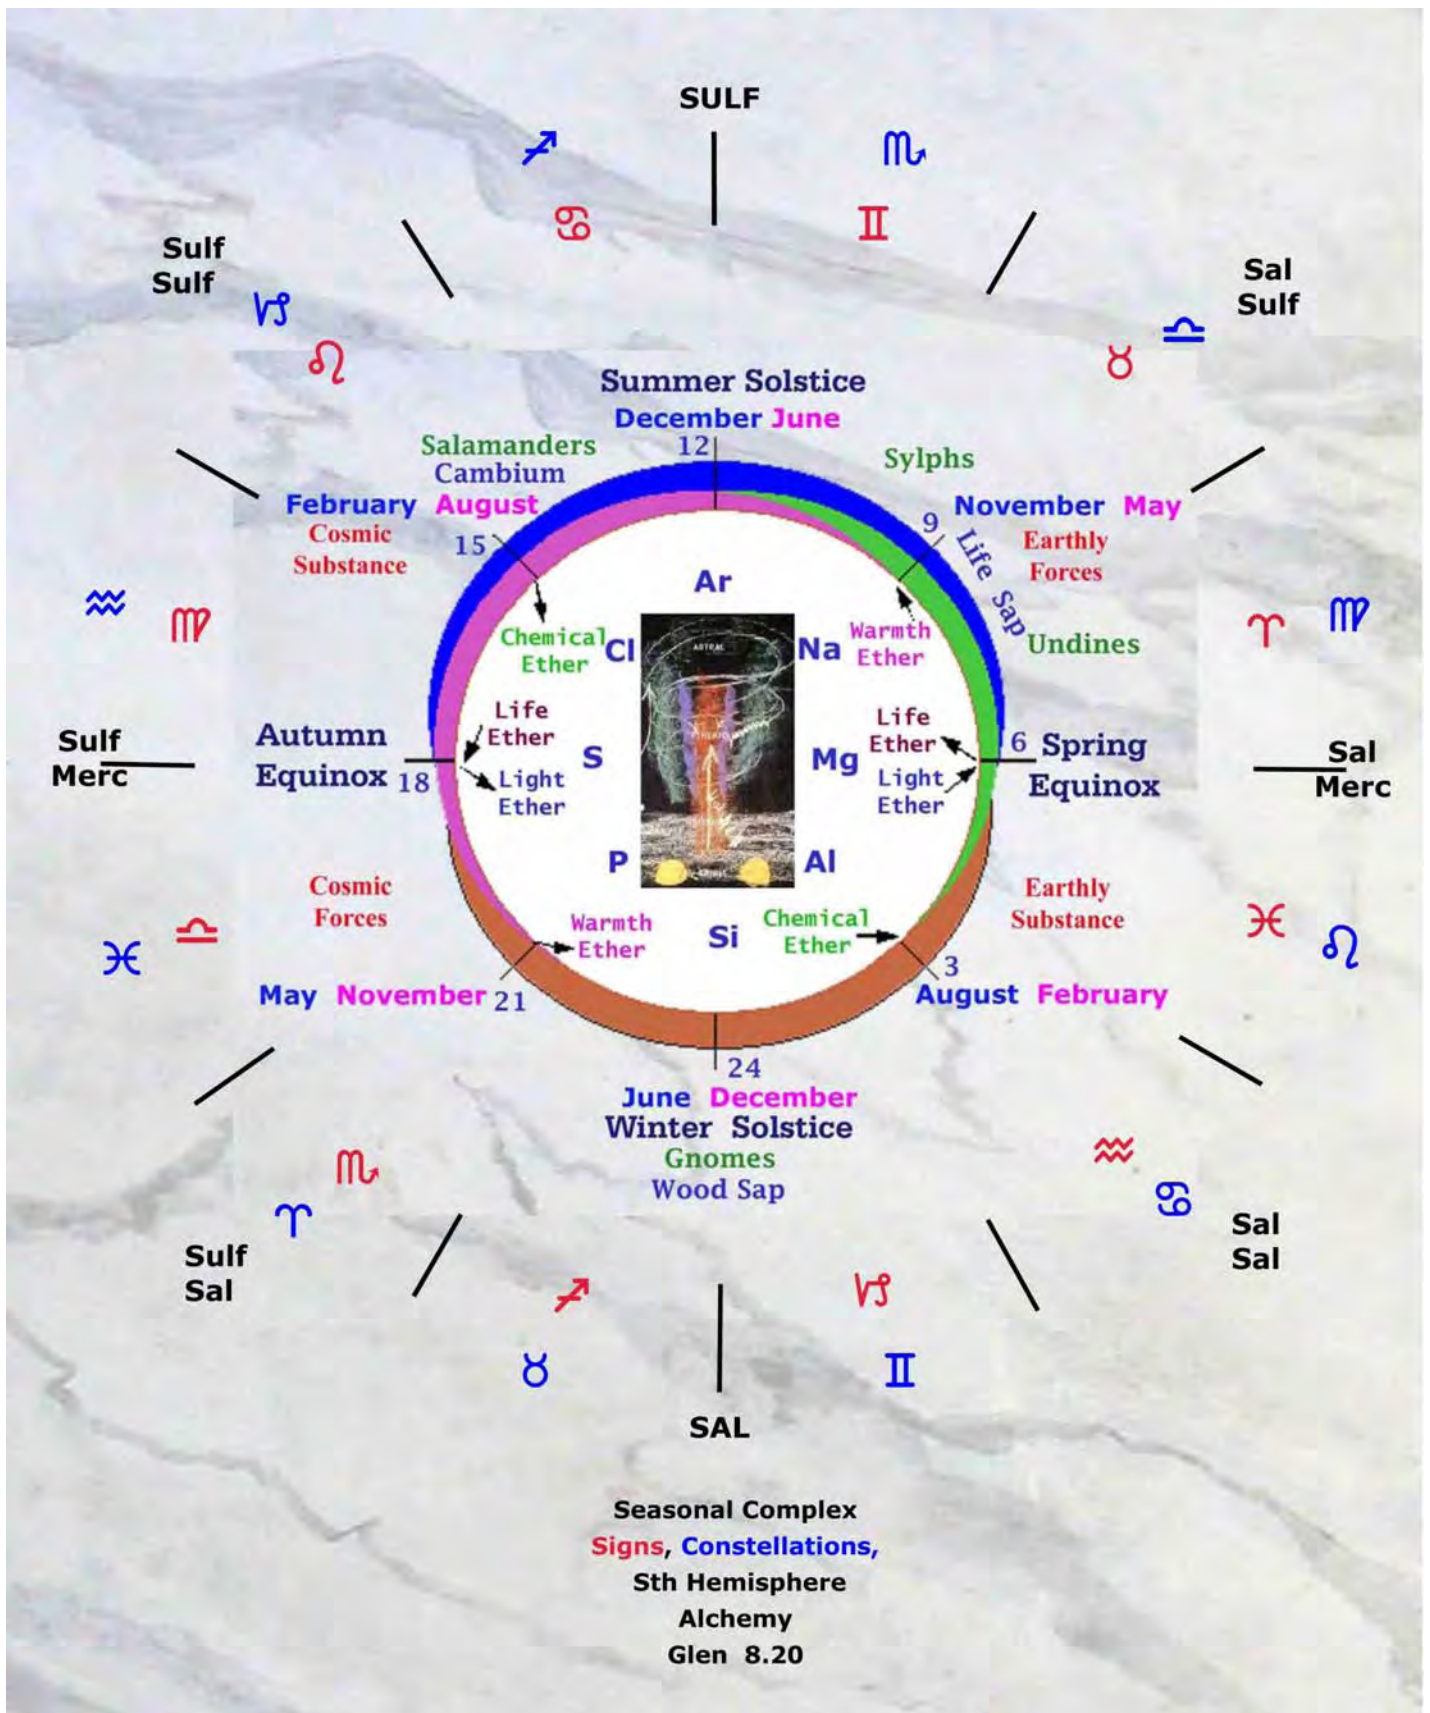 SULF
♐ ♏
♋ ♊
Sulf
Sulf
Sal
Sulf
♑ ♎
♌ ♉
Summer Solstice
December June
12
Salamanders
Cambium
Sylphs
February August
November May
Cosmic
Substance
15
9
Life Sap
Earthly
Forces
Ar
♒ ♍
♈ ♍
Chemical
Ether
Cl
ASTRAL
Na
Warmth
Ether
Undines
Life
Ether
Life
Ether
Sulf
Merc
Autumn
Equinox
18
Light
Ether
S
Mg
Light
Ether
6
Spring
Equinox
Sal
Merc
P
Al
Cosmic
Forces
Earthly
Substance
♓ ♎
♓ ♌
Warmth
Ether
Si
Chemical
Ether
May November
21
3
August February
24
June December
Winter Solstice
Gnomes
Wood Sap
♏ ♒
♈ ♋
Sulf
Sal
Sal
Sal
♐ ♑
♉ ♊
SAL
Seasonal Complex
Signs, Constellations,
Sth Hemisphere
Alchemy
Glen 8.20